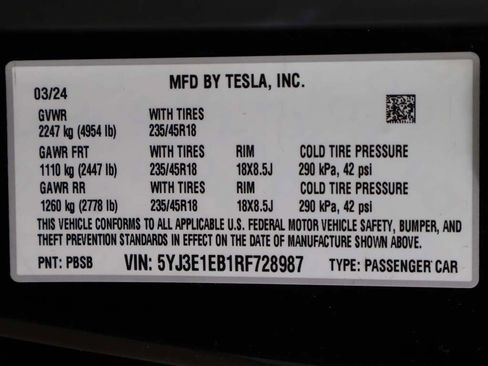 MFD BY TESLA, INC.
03/24
GVWR WITH TIRES
2247 kg (4954 lb) 235/45R18
GAWR FRT WITH TIRES RIM COLD TIRE PRESSURE
1110 kg (2447 lb) 235/45R18 18X8.5J 290 kPa, 42 psi
GAWR RR WITH TIRES RIM COLD TIRE PRESSURE
1260 kg (2778 lb) 235/45R18 18X8.5J 290 kPa, 42 psi
THIS VEHICLE CONFORMS TO ALL APPLICABLE U.S. FEDERAL MOTOR VEHICLE SAFETY, BUMPER, AND
THEFT PREVENTION STANDARDS IN EFFECT ON THE DATE OF MANUFACTURE SHOWN ABOVE.
PNT: PBSB VIN: 5YJ3E1EB1RF728987 TYPE: PASSENGER CAR